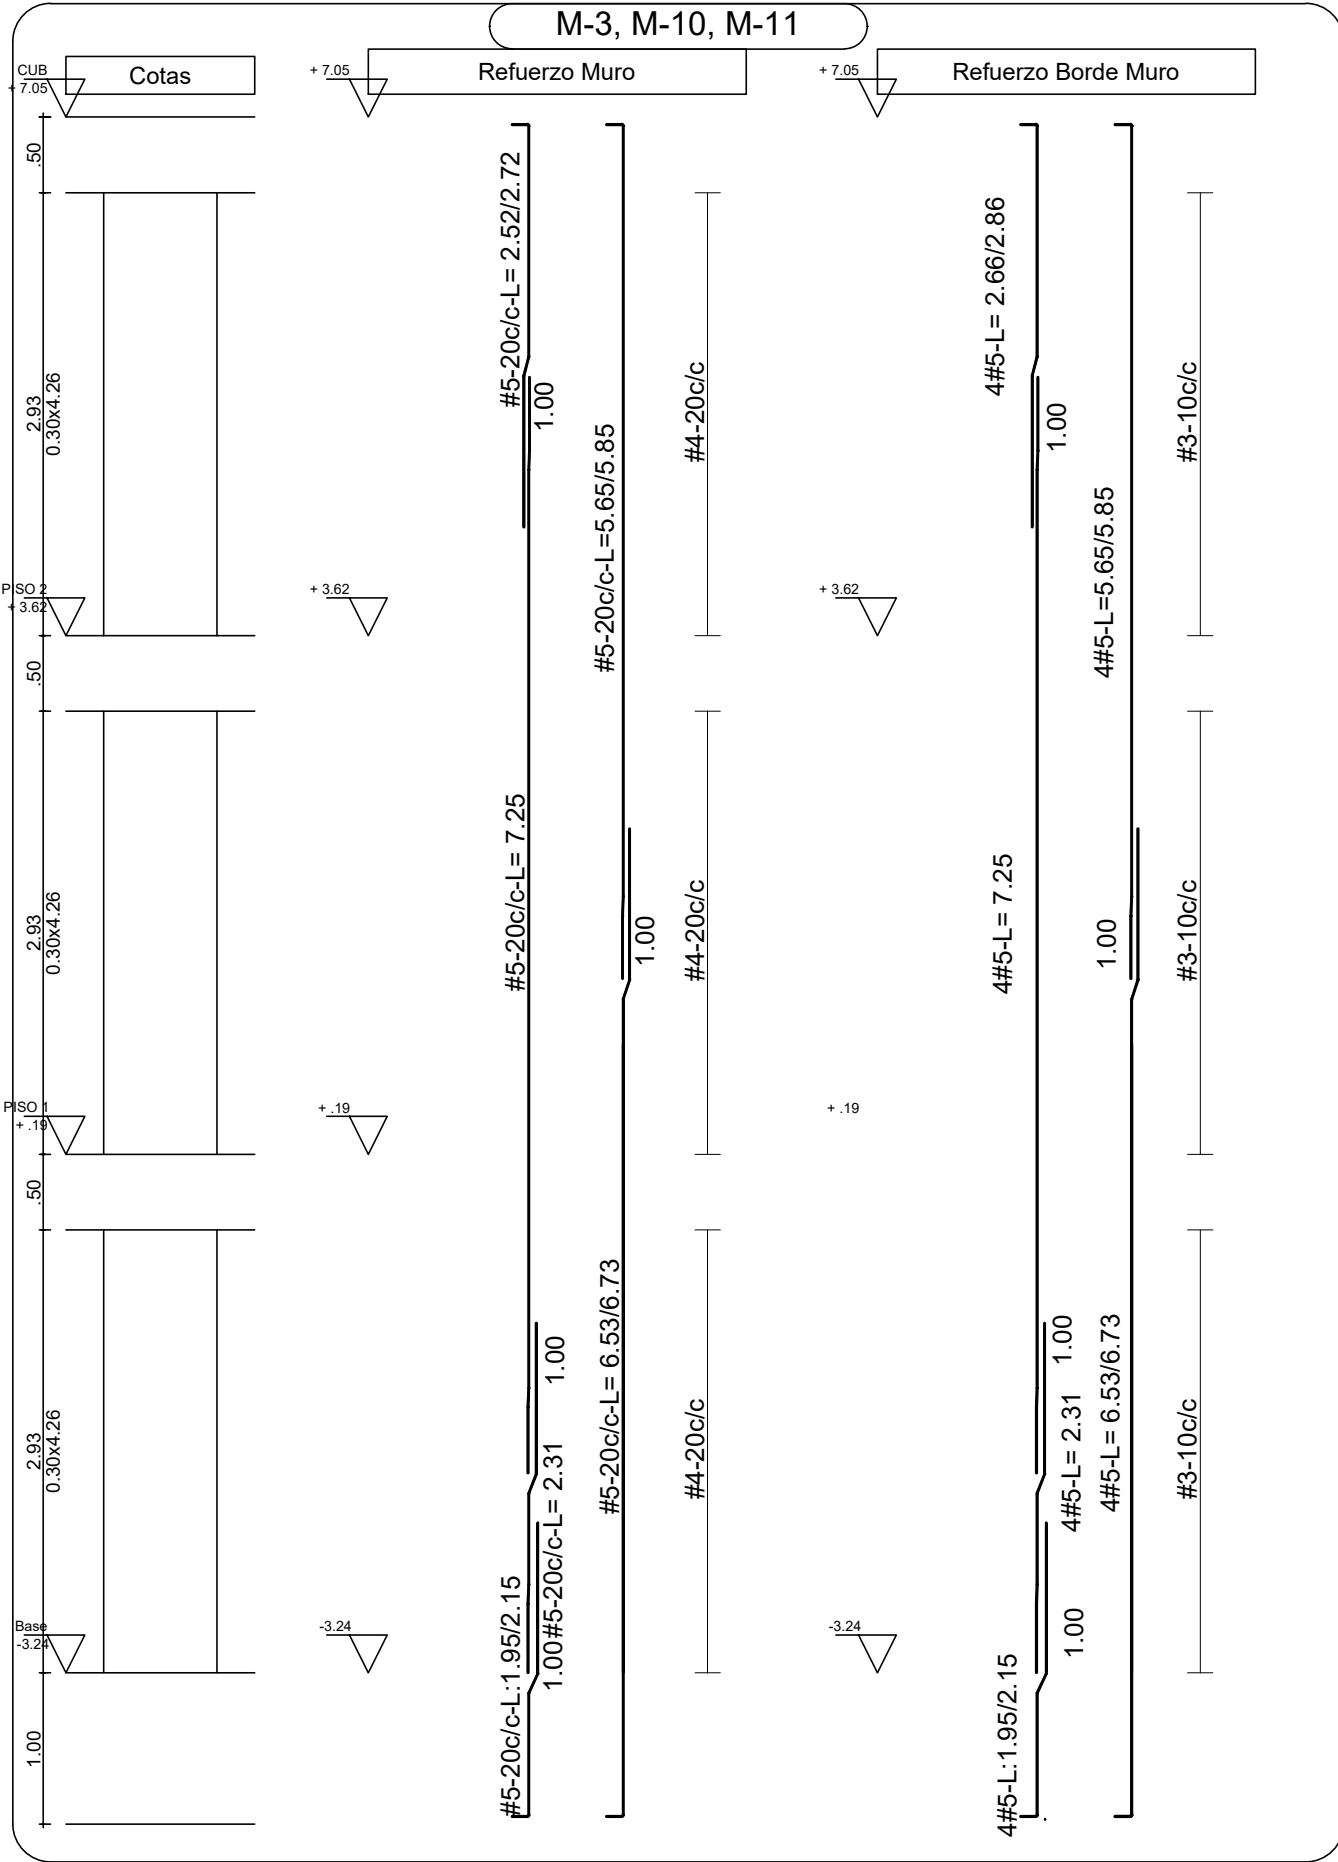 M-3, M-10, M-11
CUB
+ 7.05
Cotas
+ 7.05
Refuerzo Muro
+ 7.05
Refuerzo Borde Muro
.50
2.93
0.30x4.26
#5-20c/c-L= 2.52/2.72
1.00
#5-20c/c-L=5.65/5.85
#4-20c/c
4#5-L= 2.66/2.86
1.00
4#5-L=5.65/5.85
#3-10c/c
PISO 2
+ 3.62
+ 3.62
+ 3.62
.50
2.93
0.30x4.26
#5-20c/c-L= 7.25
1.00
#4-20c/c
4#5-L= 7.25
1.00
#3-10c/c
PISO 1
+ .19
+ .19
+ .19
.50
2.93
0.30x4.26
1.00
#5-20c/c-L= 6.53/6.73
#4-20c/c
1.00
4#5-L= 2.31
4#5-L= 6.53/6.73
#3-10c/c
#5-20c/c-L:1.95/2.15
1.00#5-20c/c-L= 2.31
1.00
Base
-3.24
-3.24
-3.24
1.00
4#5-L:1.95/2.15